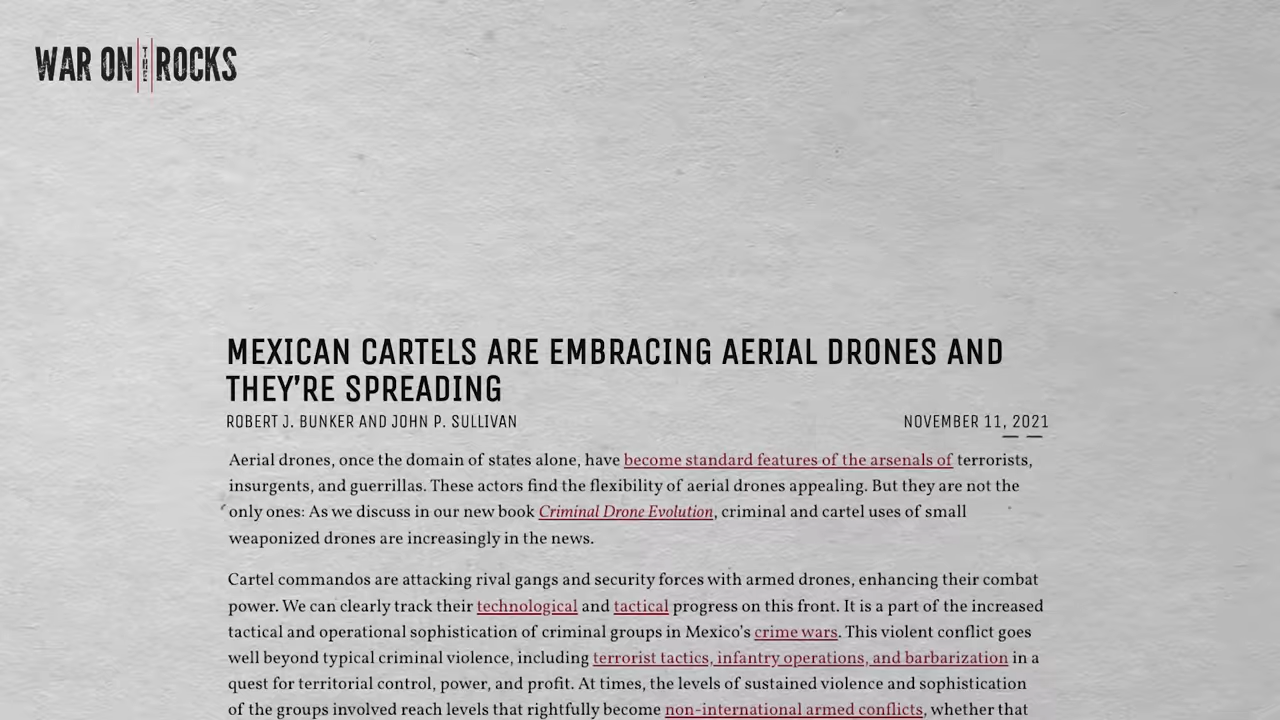 WAR ON THE ROCKS
MEXICAN CARTELS ARE EMBRACING AERIAL DRONES AND
THEY'RE SPREADING
ROBERT J. BUNKER AND JOHN P. SULLIVAN
NOVEMBER 11, 2021
Aerial drones, once the domain of states alone, have become standard features of the arsenals of terrorists,
insurgents, and guerrillas. These actors find the flexibility of aerial drones appealing. But they are not the
only ones: As we discuss in our new book Criminal Drone Evolution, criminal and cartel uses of small
weaponized drones are increasingly in the news.
Cartel commandos are attacking rival gangs and security forces with armed drones, enhancing their combat
power. We can clearly track their technological and tactical progress on this front. It is a part of the increased
tactical and operational sophistication of criminal groups in Mexico's crime wars. This violent conflict goes
well beyond typical criminal violence, including terrorist tactics, infantry operations, and barbarization in a
quest for territorial control, power, and profit. At times, the levels of sustained violence and sophistication
of the groups involved reach levels that rightfully become non-international armed conflicts, whether that